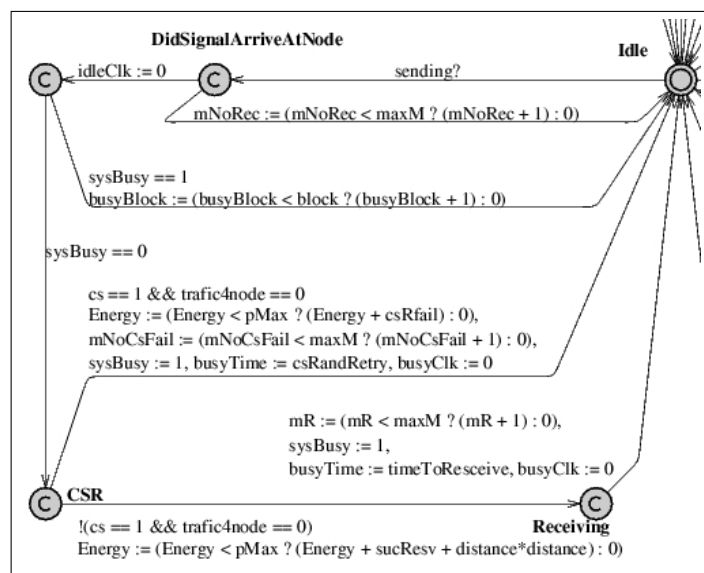 DidSignalArriveAtNode
Idle
C
idleClk := 0
C
sending?
mNoRec := (mNoRec < maxM ? (mNoRec + 1) : 0)
sysBusy == 1
busyBlock := (busyBlock < block ? (busyBlock + 1) : 0)
sysBusy == 0
cs == 1 && trafic4node == 0
Energy := (Energy < pMax ? (Energy + csRfail) : 0),
mNoCsFail := (mNoCsFail < maxM ? (mNoCsFail + 1) : 0),
sysBusy := 1, busyTime := csRandRetry, busyClk := 0
mR := (mR < maxM ? (mR + 1) : 0),
sysBusy := 1,
busyTime := timeToResceive, busyClk := 0
C
CSR
C
Receiving
!(cs == 1 && trafic4node == 0)
Energy := (Energy < pMax ? (Energy + sucResv + distance*distance) : 0)